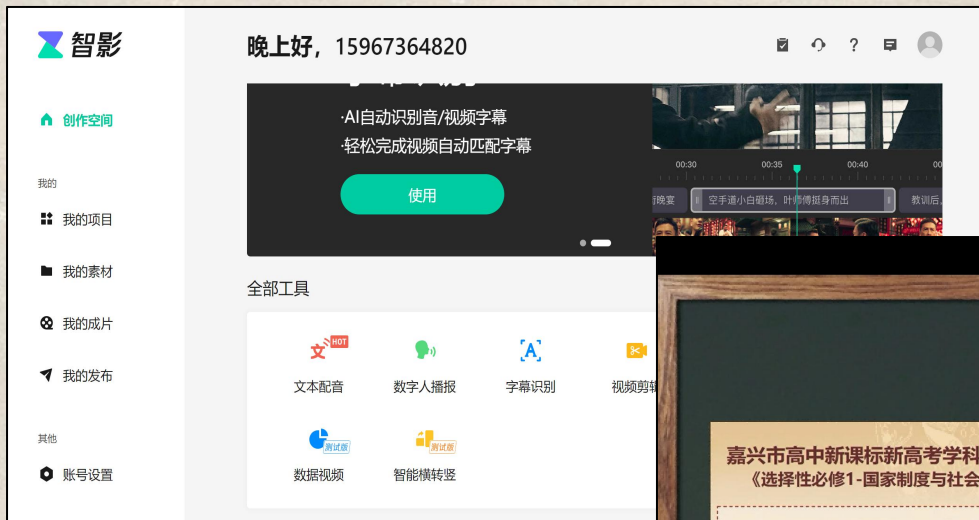 智影
晚上好，15967364820
创作空间
我的
我的项目
我的素材
我的成片
我的发布
其他
账号设置
·AI自动识别音/视频字幕
·轻松完成视频自动匹配字幕
使用
00:30 00:35 00:40 00
晚宴 空手道小白砸场，叶师傅挺身而出 教训后,
全部工具
HOT
文本配音 数字人播报 字幕识别 视频剪辑
测试版 测试版
数据视频 智能横转竖
嘉兴市高中新课标新高考学科
《选择性必修1-国家制度与社会